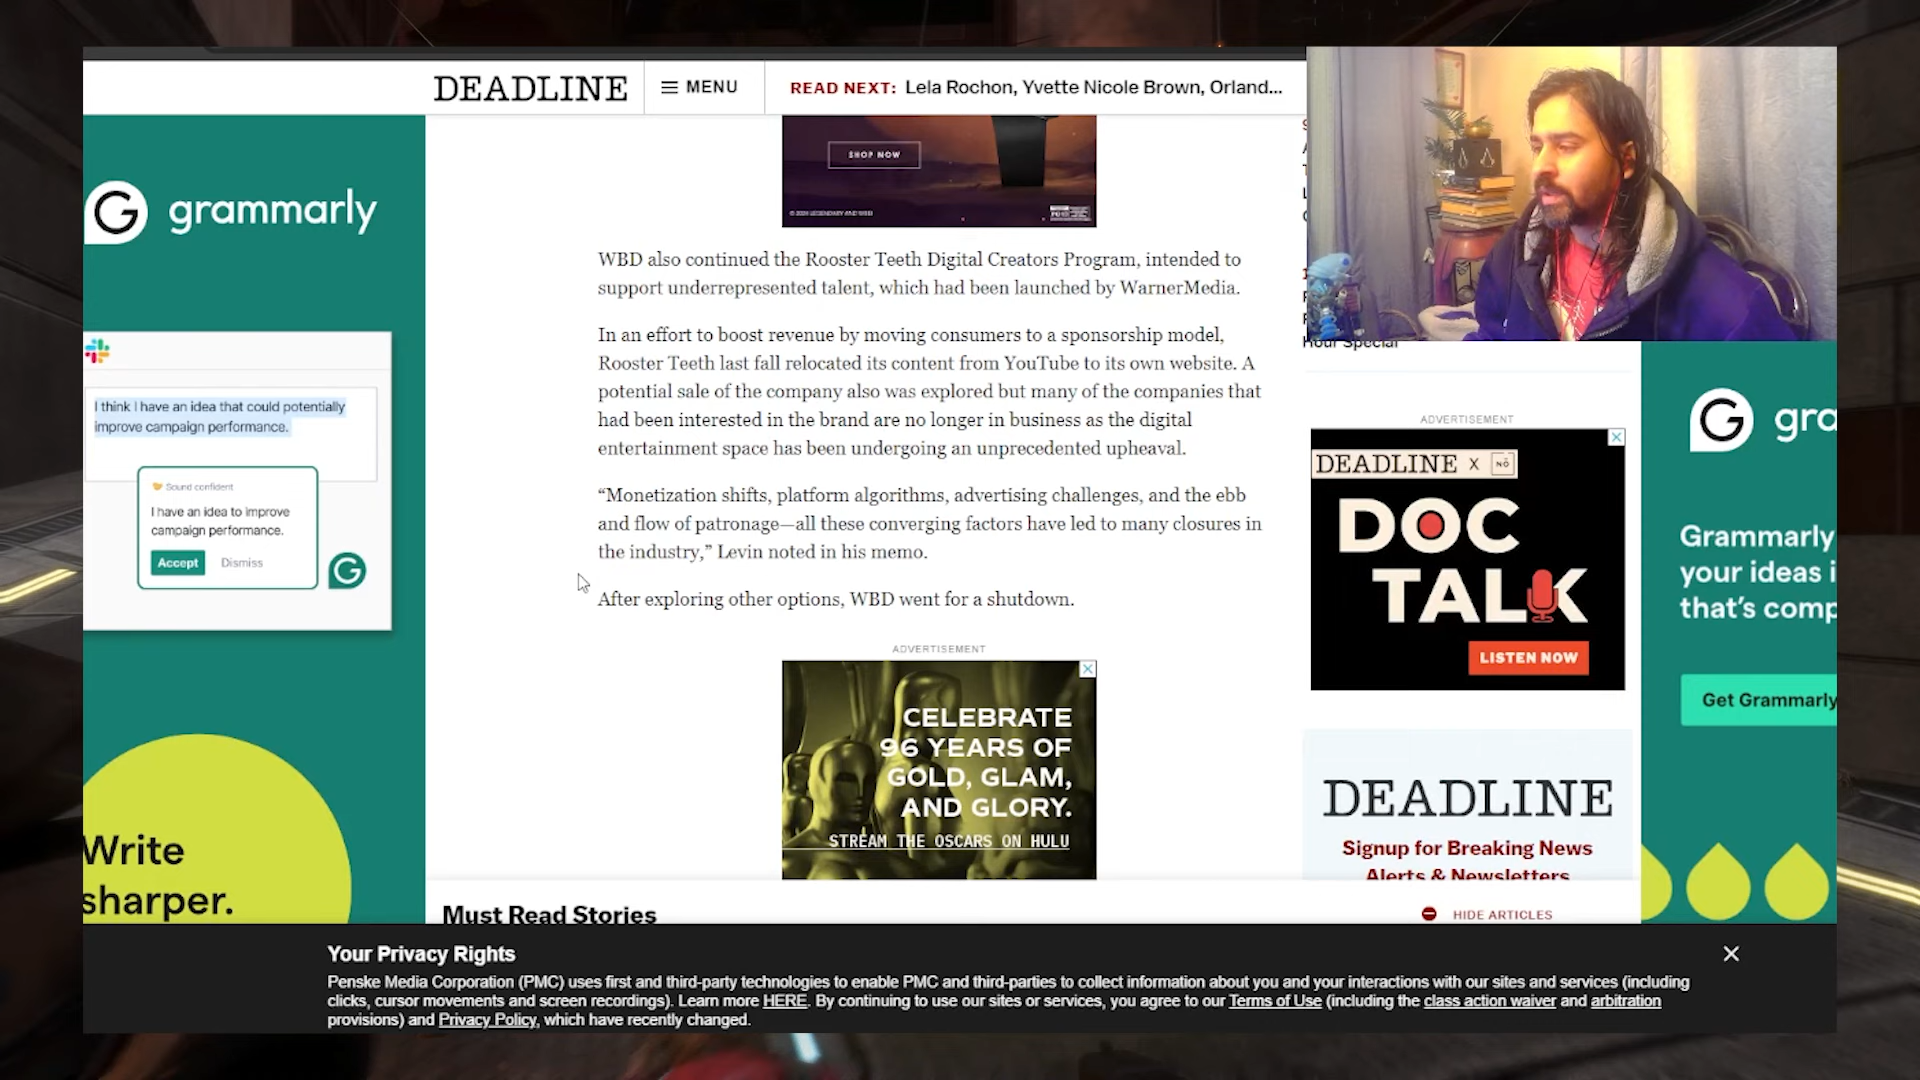 DEADLINE
MENU
READ NEXT: Lela Rochon, Yvette Nicole Brown, Orland...
grammarly
SHOP NOW
© 2024 LEGENDARY AND WBEI
WBD also continued the Rooster Teeth Digital Creators Program, intended to
support underrepresented talent, which had been launched by WarnerMedia.
In an effort to boost revenue by moving consumers to a sponsorship model,
Rooster Teeth last fall relocated its content from YouTube to its own website. A
potential sale of the company also was explored but many of the companies that
had been interested in the brand are no longer in business as the digital
entertainment space has been undergoing an unprecedented upheaval.
“Monetization shifts, platform algorithms, advertising challenges, and the ebb
and flow of patronage—all these converging factors have led to many closures in
the industry,” Levin noted in his memo.
After exploring other options, WBD went for a shutdown.
I think I have an idea that could potentially
improve campaign performance.
Sound confident
I have an idea to improve
campaign performance.
Accept Dismiss
Write
sharper.
ADVERTISEMENT
CELEBRATE
96 YEARS OF
GOLD, GLAM,
AND GLORY.
STREAM THE OSCARS ON HULU
Hour Special
ADVERTISEMENT
DEADLINE X NŌ
DOC
TALK
LISTEN NOW
DEADLINE
Signup for Breaking News
Alerts & Newsletters
gra
Grammarly
your ideas i
that's comp
Get Grammarly
Must Read Stories
HIDE ARTICLES
Your Privacy Rights
Penske Media Corporation (PMC) uses first and third-party technologies to enable PMC and third-parties to collect information about you and your interactions with our sites and services (including
clicks, cursor movements and screen recordings). Learn more HERE. By continuing to use our sites or services, you agree to our Terms of Use (including the class action waiver and arbitration
provisions) and Privacy Policy, which have recently changed.